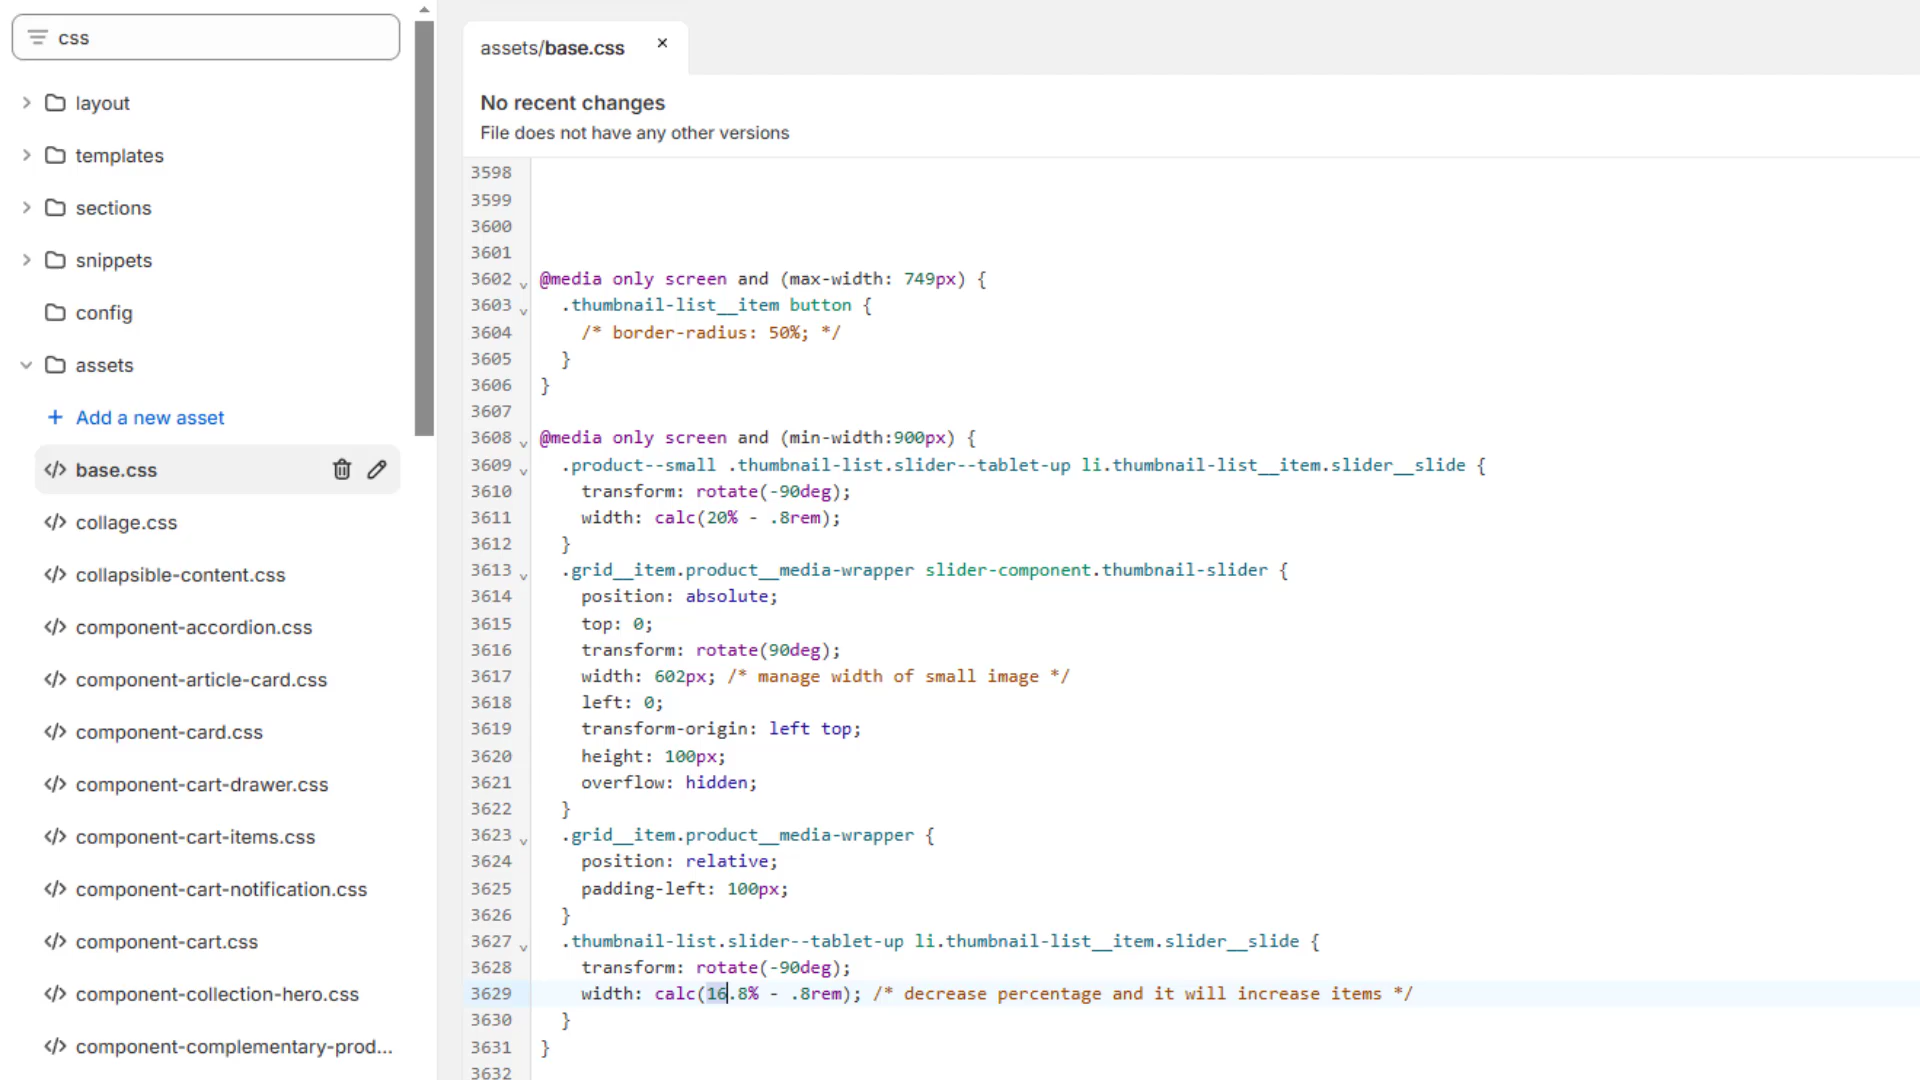 css
layout
templates
sections
snippets
config
assets
+ Add a new asset
</> base.css
</> collage.css
</> collapsible-content.css
</> component-accordion.css
</> component-article-card.css
</> component-card.css
</> component-cart-drawer.css
</> component-cart-items.css
</> component-cart-notification.css
</> component-cart.css
</> component-collection-hero.css
</> component-complementary-prod...
assets/base.css ×
No recent changes
File does not have any other versions
3598
3599
3600
3601
3602 @media only screen and (max-width: 749px) {
3603 .thumbnail-list__item button {
3604 /* border-radius: 50%; */
3605 }
3606 }
3607
3608 @media only screen and (min-width:900px) {
3609 .product--small .thumbnail-list.slider--tablet-up li.thumbnail-list__item.slider__slide {
3610 transform: rotate(-90deg);
3611 width: calc(20% - .8rem);
3612 }
3613 .grid__item.product__media-wrapper slider-component.thumbnail-slider {
3614 position: absolute;
3615 top: 0;
3616 transform: rotate(90deg);
3617 width: 602px; /* manage width of small image */
3618 left: 0;
3619 transform-origin: left top;
3620 height: 100px;
3621 overflow: hidden;
3622 }
3623 .grid__item.product__media-wrapper {
3624 position: relative;
3625 padding-left: 100px;
3626 }
3627 .thumbnail-list.slider--tablet-up li.thumbnail-list__item.slider__slide {
3628 transform: rotate(-90deg);
3629 width: calc(16.8% - .8rem); /* decrease percentage and it will increase items */
3630 }
3631 }
3632